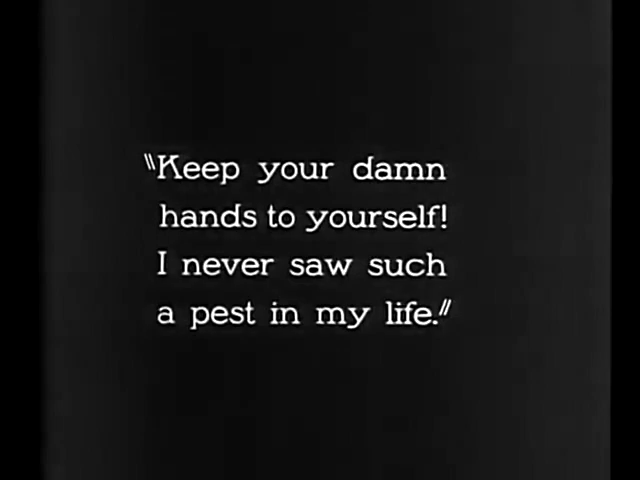 "Keep your damn
hands to yourself!
I never saw such
a pest in my life."